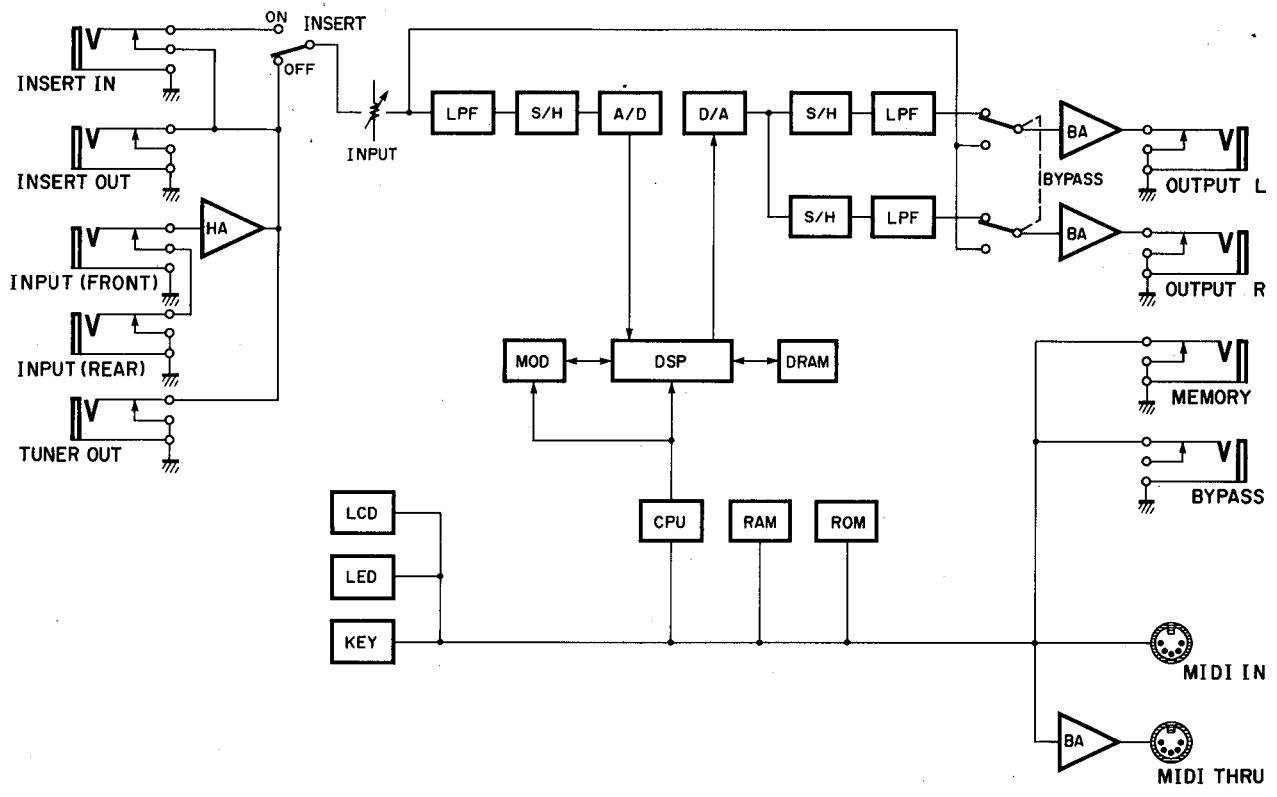 ON
INSERT
OFF
INSERT IN
LPF
S/H
A/D
D/A
S/H
LPF
BA
INPUT
INSERT OUT
BYPASS
OUTPUT L
HA
S/H
LPF
BA
INPUT (FRONT)
OUTPUT R
INPUT (REAR)
MOD
DSP
DRAM
MEMORY
TUNER OUT
BYPASS
LCD
CPU
RAM
ROM
LED
KEY
MIDI IN
BA
MIDI THRU